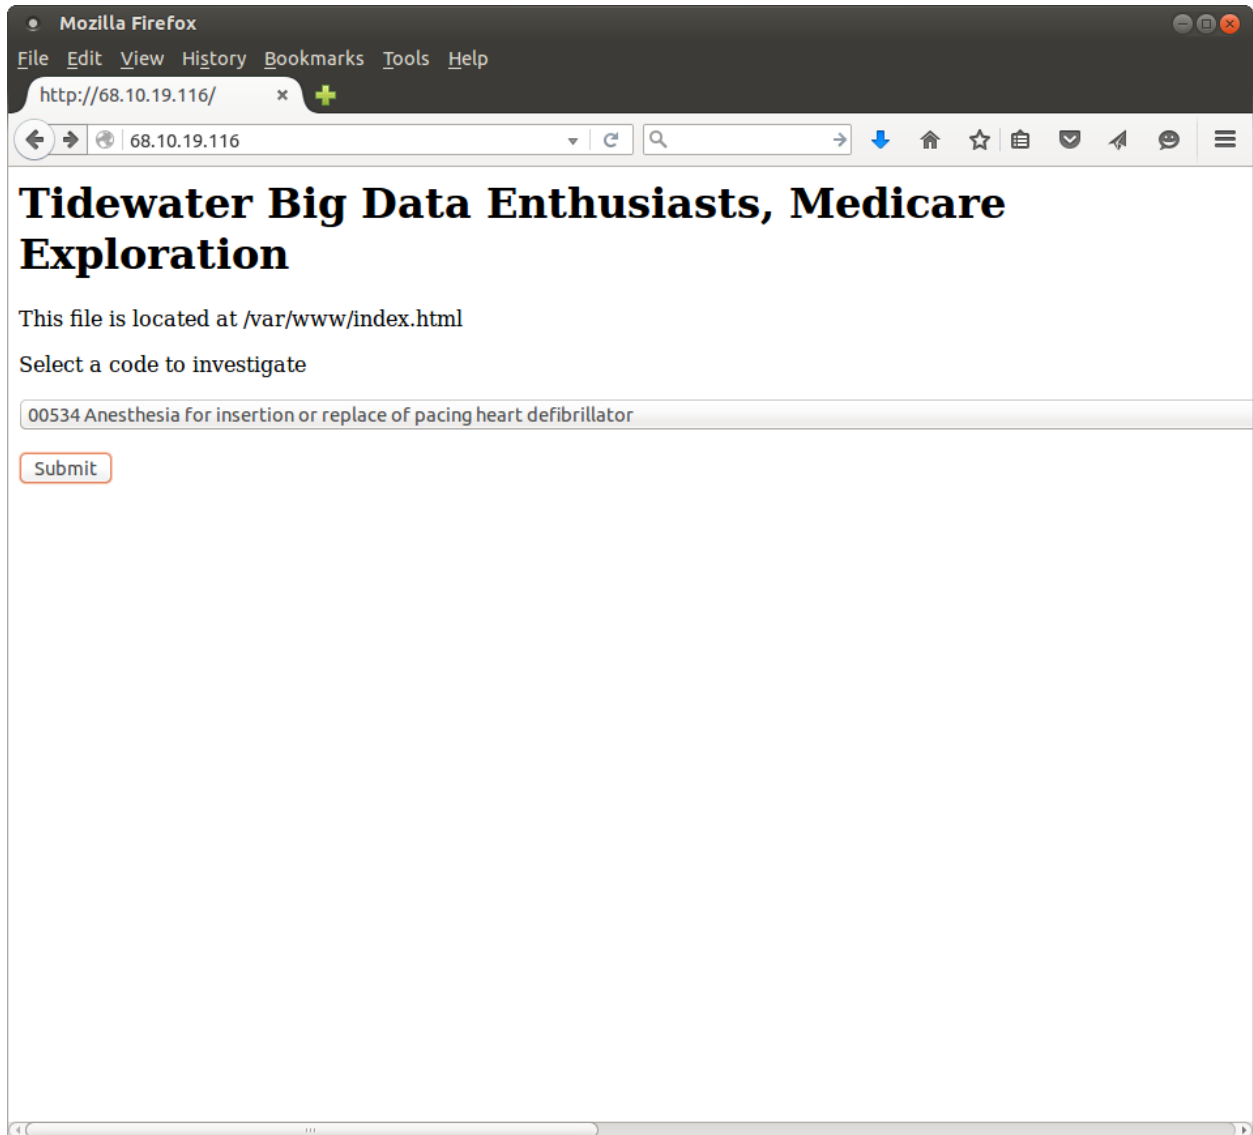 Mozilla Firefox
File Edit View History Bookmarks Tools Help
http://68.10.19.116/
68.10.19.116
Tidewater Big Data Enthusiasts, Medicare
Exploration
This file is located at /var/www/index.html
Select a code to investigate
00534 Anesthesia for insertion or replace of pacing heart defibrillator
Submit